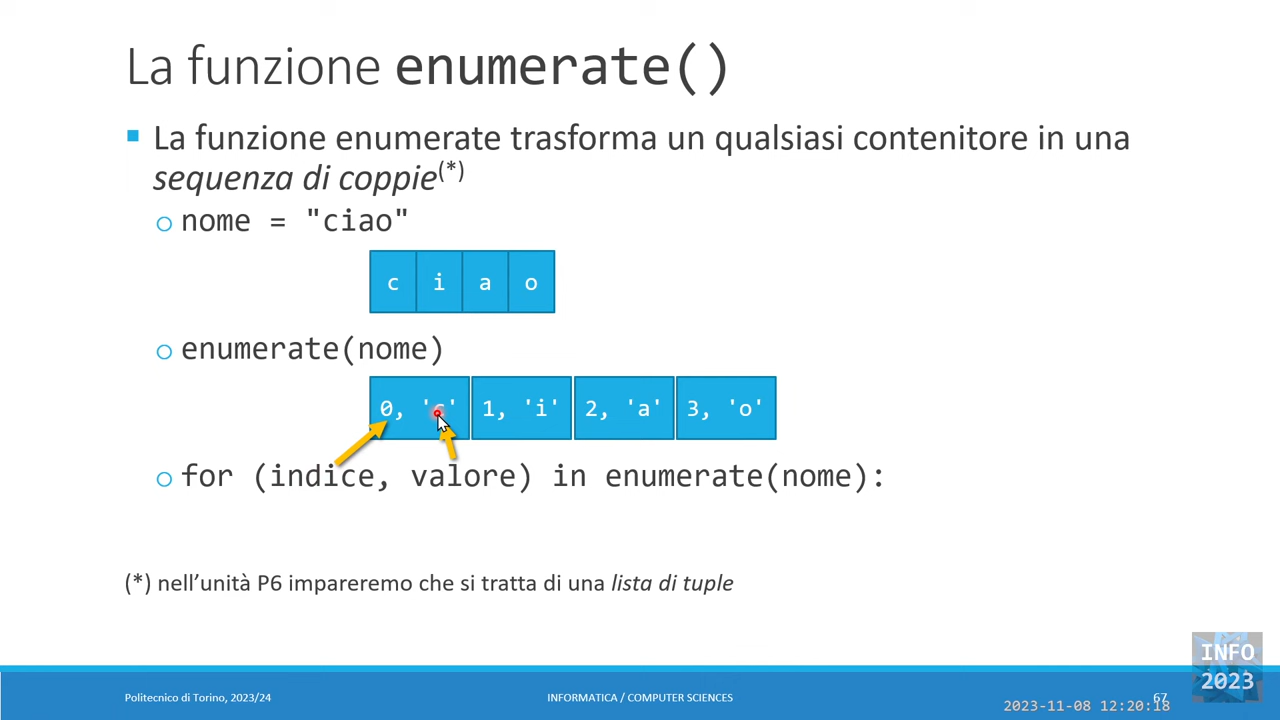 La funzione enumerate()
La funzione enumerate trasforma un qualsiasi contenitore in una
sequenza di coppie(*)
nome = "ciao"
c i a o
enumerate(nome)
0, 'c' 1, 'i' 2, 'a' 3, 'o'
for (indice, valore) in enumerate(nome):
(*) nell'unità P6 impareremo che si tratta di una lista di tuple
INFO
2023
Politecnico di Torino, 2023/24 INFORMATICA / COMPUTER SCIENCES 67
2023-11-08 12:20:18